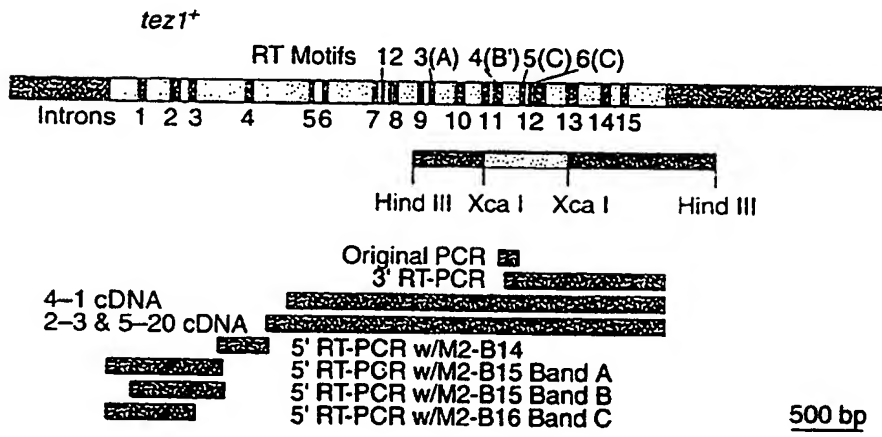 tez1+
RT Motifs 12 3(A) 4(B') 5(C) 6(C)
Introns 1 2 3 4 5 6 7 8 9 10 11 12 13 14 15
Hind III Xca I Xca I Hind III
Original PCR
3' RT-PCR
4–1 cDNA
2–3 & 5–20 cDNA
5' RT-PCR w/M2-B14
5' RT-PCR w/M2-B15 Band A
5' RT-PCR w/M2-B15 Band B
5' RT-PCR w/M2-B16 Band C
500 bp